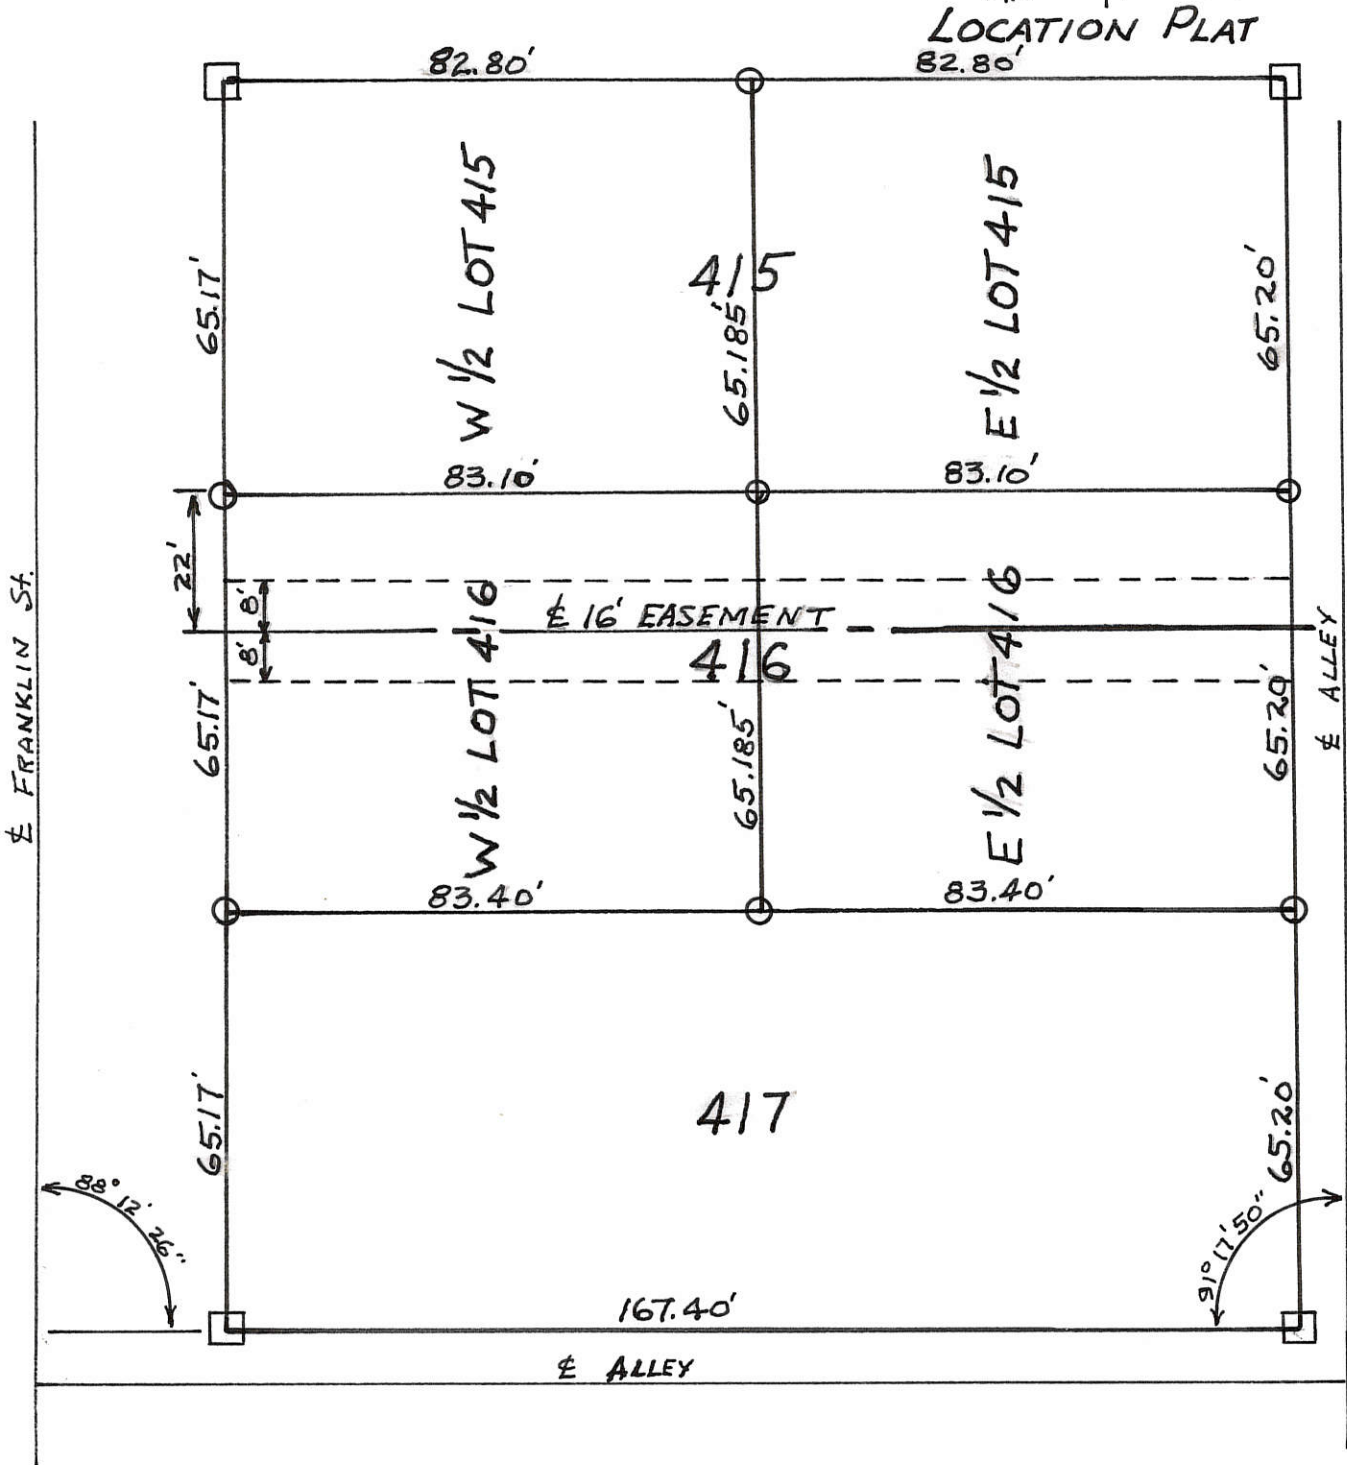 LOCATION PLAT
82.80'
82.80'
W 1/2 LOT 415
E 1/2 LOT 415
415
65.17'
65.185'
65.20'
83.10'
83.10'
22'
8'
8'
℄ 16' EASEMENT
416
W 1/2 LOT 416
E 1/2 LOT 416
℄ FRANKLIN St.
℄ ALLEY
65.17'
65.185'
65.20'
83.40'
83.40'
417
65.17'
65.20'
88° 12' 26"
91° 17' 50"
167.40'
℄ ALLEY